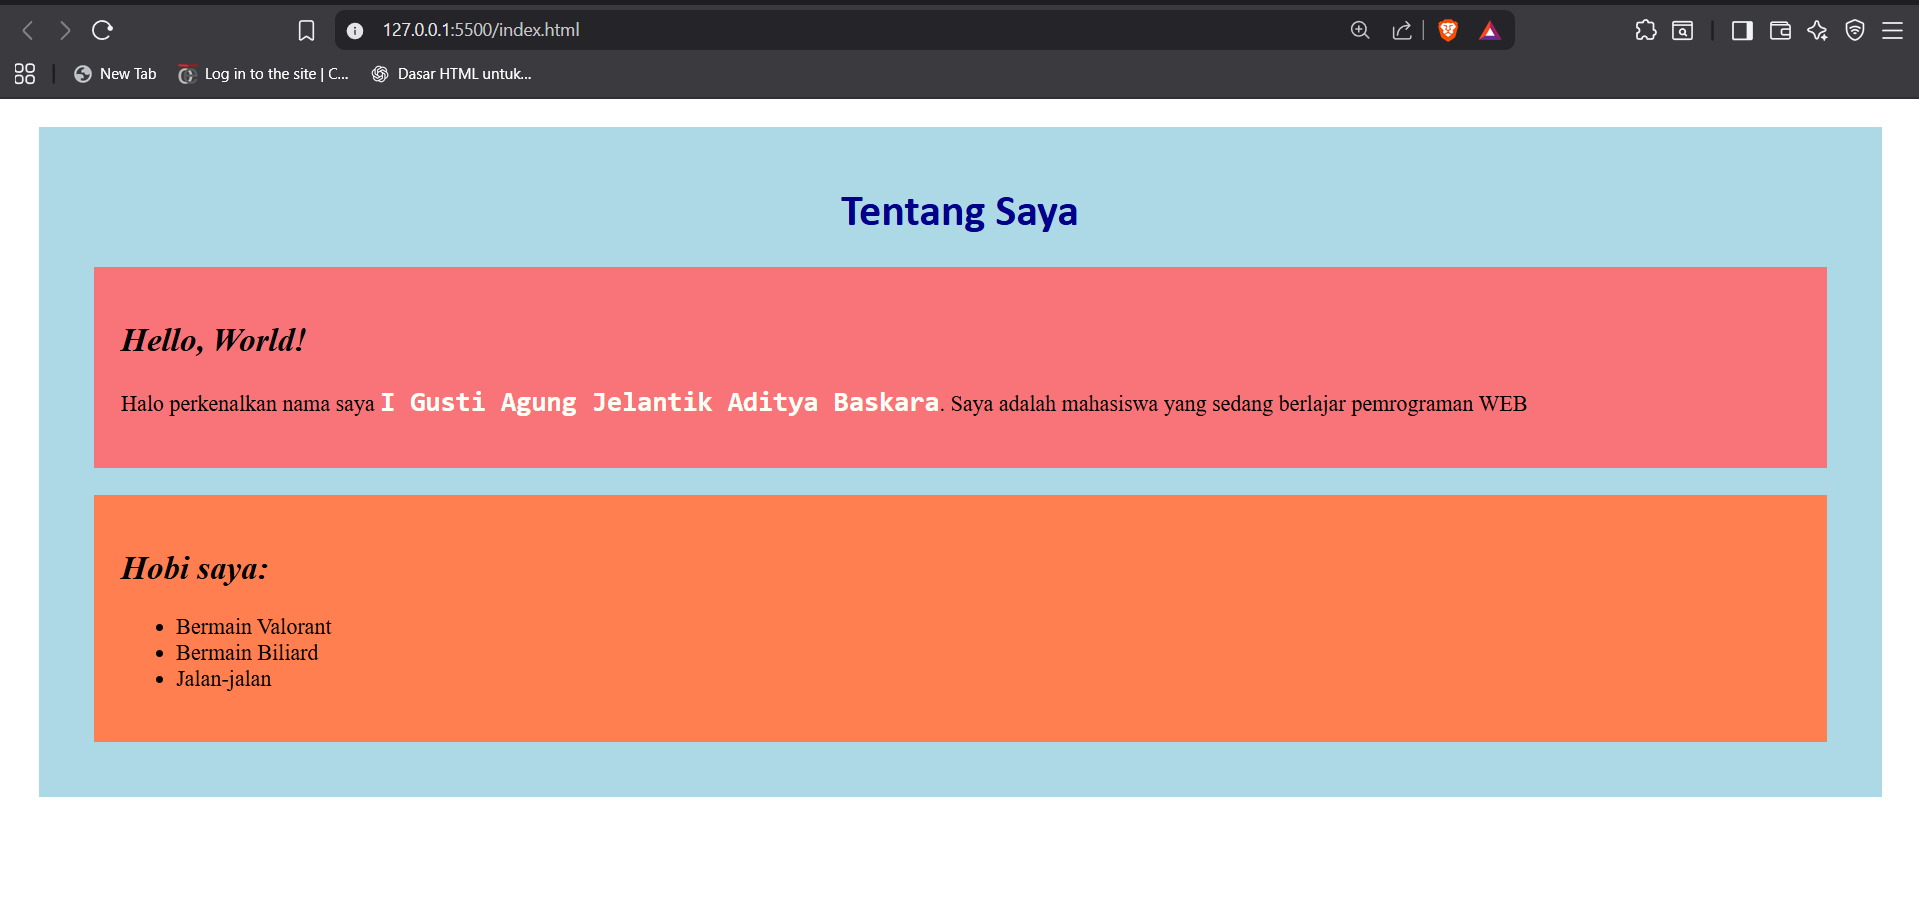 127.0.0.1:5500/index.html
New Tab
Log in to the site | C...
Dasar HTML untuk...
Tentang Saya
Hello, World!
Halo perkenalkan nama saya I Gusti Agung Jelantik Aditya Baskara. Saya adalah mahasiswa yang sedang berlajar pemrograman WEB
Hobi saya:
• Bermain Valorant
• Bermain Biliard
• Jalan-jalan